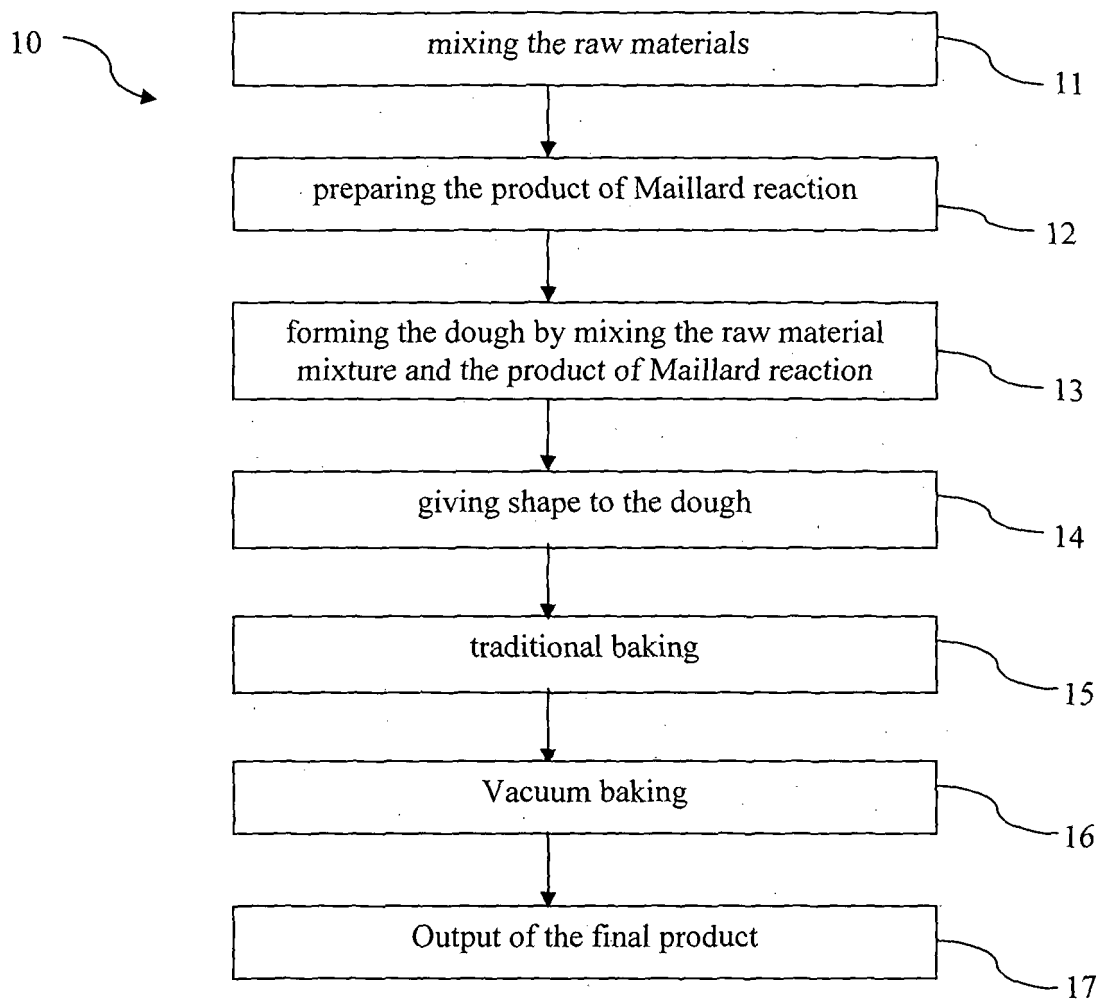 10
mixing the raw materials
11
preparing the product of Maillard reaction
12
forming the dough by mixing the raw material
mixture and the product of Maillard reaction
13
giving shape to the dough
14
traditional baking
15
Vacuum baking
16
Output of the final product
17